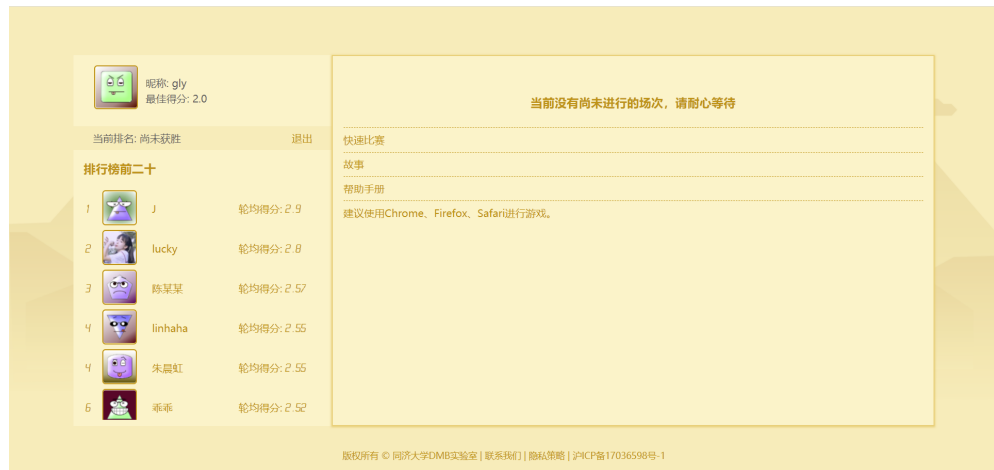 昵称: gly
最佳得分: 2.0
当前排名: 尚未获胜
退出
排行榜前二十
1 J 轮均得分: 2.9
2 lucky 轮均得分: 2.8
3 陈某某 轮均得分: 2.57
4 linhaha 轮均得分: 2.55
4 朱晨虹 轮均得分: 2.55
6 乖乖 轮均得分: 2.52
当前没有尚未进行的场次，请耐心等待
快速比赛
故事
帮助手册
建议使用Chrome、Firefox、Safari进行游戏。
版权所有 © 同济大学DMB实验室 | 联系我们 | 隐私策略 | 沪ICP备17036598号-1